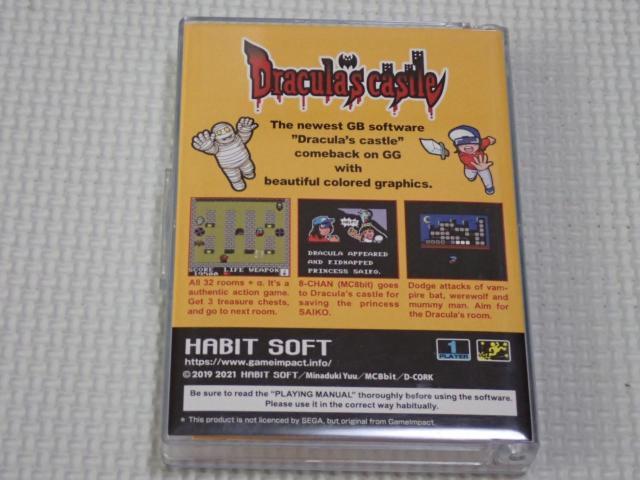 Dracula's castle
The newest GB software
"Dracula's castle"
comeback on GG
with
beautiful colored graphics.
SCORE LIFE WEAPON
DRACULA APPEARED
AND KIDNAPPED
PRINCESS SAIKO.
All 32 rooms + α. It's a
authentic action game.
Get 3 treasure chests,
and go to next room.
8-CHAN (MC8bit) goes
to Dracula's castle for
saving the princess
SAIKO.
Dodge attacks of vam-
pire bat, werewolf and
mummy man. Aim for
the Dracula's room.
HABIT SOFT
https://www.gameimpact.info/
©2019 2021 HABIT SOFT/Minaduki Yuu/MC8bit/D-CORK
1
PLAYER
Be sure to read the "PLAYING MANUAL" thoroughly before using the software.
Please use it in the correct way habitually.
* This product is not licenced by SEGA, but original from GameImpact.